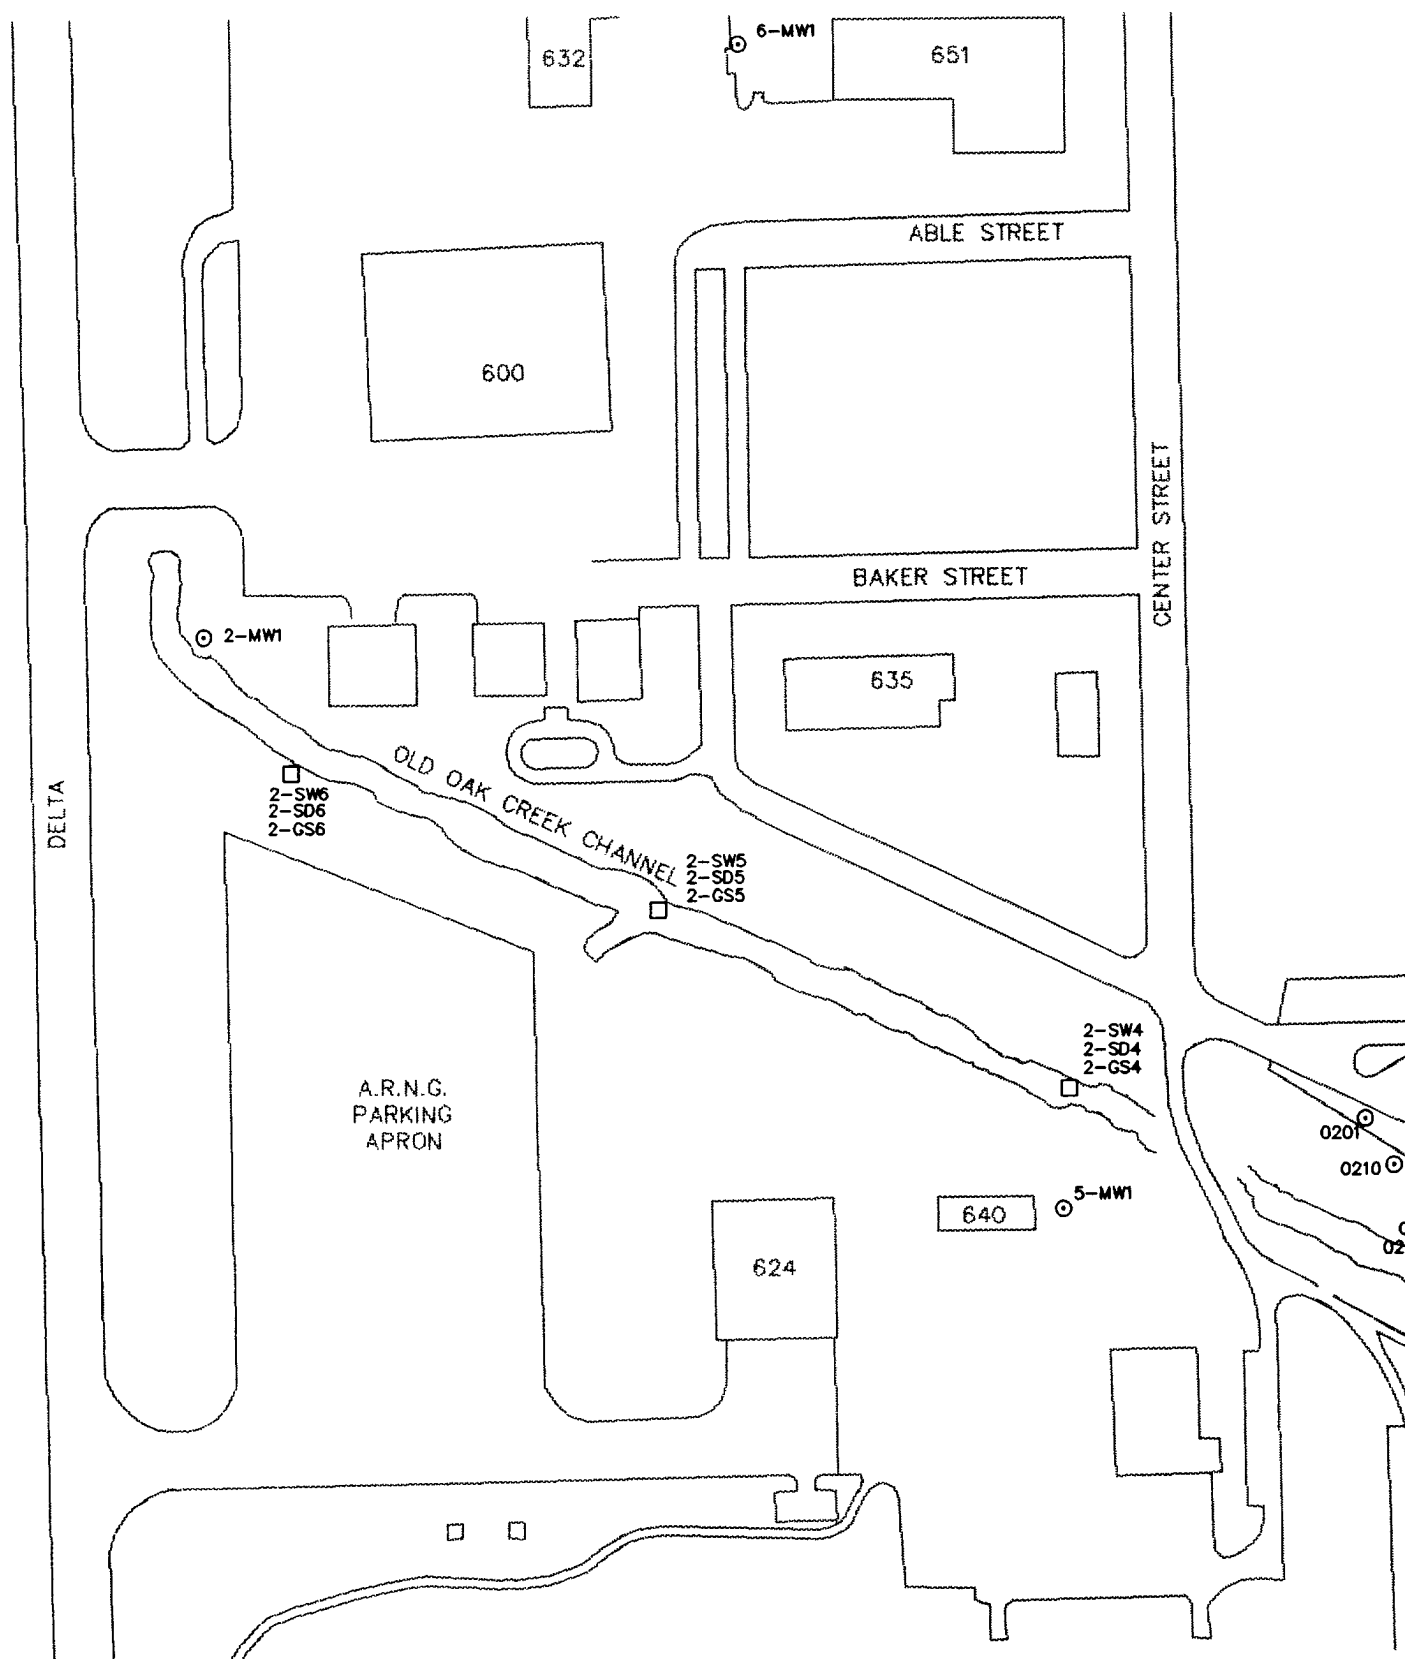 6-MW1
632
651
ABLE STREET
600
CENTER STREET
BAKER STREET
2-MW1
635
OLD OAK CREEK CHANNEL
DELTA
2-SW6
2-SD6
2-GS6
2-SW5
2-SD5
2-GS5
2-SW4
2-SD4
2-GS4
A.R.N.G.
PARKING
APRON
0201
0210
5-MW1
640
02
624